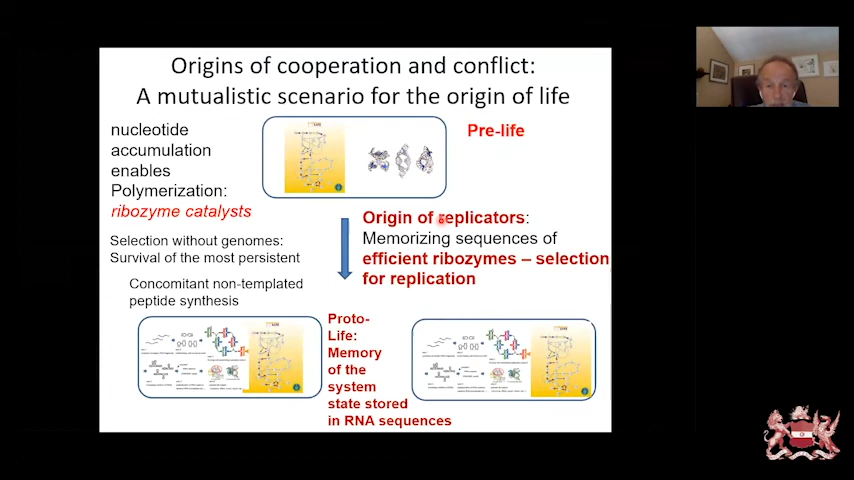 Origins of cooperation and conflict:
A mutualistic scenario for the origin of life
nucleotide
accumulation
enables
Polymerization:
ribozyme catalysts
Pre-life
Origin of replicators:
Memorizing sequences of
efficient ribozymes – selection
for replication
Selection without genomes:
Survival of the most persistent
Concomitant non-templated
peptide synthesis
Proto-
Life:
Memory
of the
system
state stored
in RNA sequences